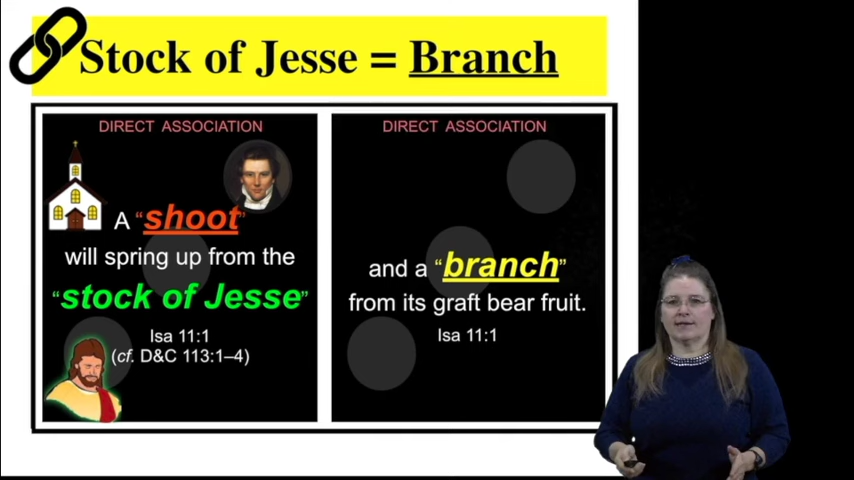 Stock of Jesse = Branch
DIRECT ASSOCIATION
A “shoot”
will spring up from the
“stock of Jesse”
Isa 11:1
(cf. D&C 113:1–4)
DIRECT ASSOCIATION
and a “branch”
from its graft bear fruit.
Isa 11:1